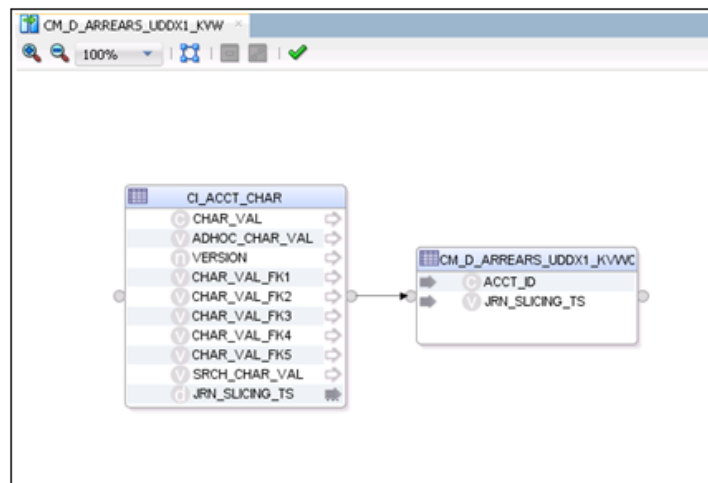 CM_D_ARREARS_UDDX1_KVW
100%
CI_ACCT_CHAR
C CHAR_VAL
V ADHOC_CHAR_VAL
n VERSION
V CHAR_VAL_FK1
V CHAR_VAL_FK2
V CHAR_VAL_FK3
V CHAR_VAL_FK4
V CHAR_VAL_FK5
V SRCH_CHAR_VAL
d JRN_SLICING_TS
CM_D_ARREARS_UDDX1_KVWC
C ACCT_ID
V JRN_SLICING_TS